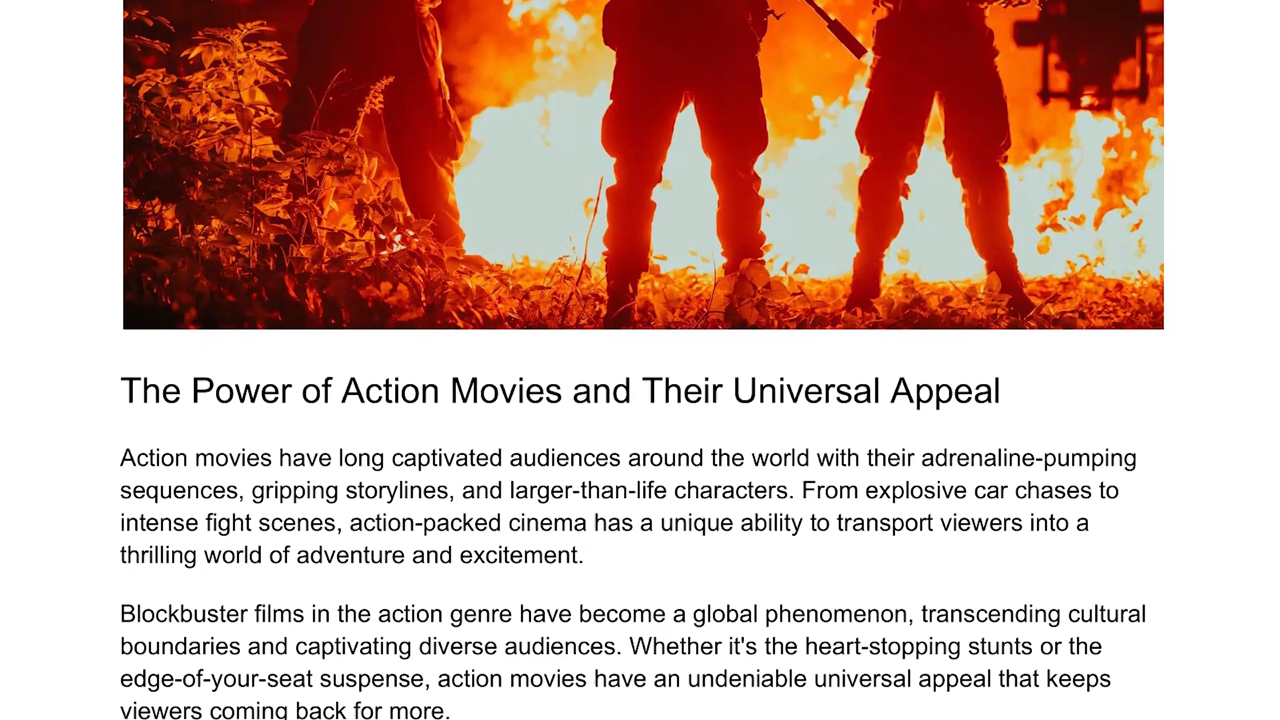 The Power of Action Movies and Their Universal Appeal
Action movies have long captivated audiences around the world with their adrenaline-pumping
sequences, gripping storylines, and larger-than-life characters. From explosive car chases to
intense fight scenes, action-packed cinema has a unique ability to transport viewers into a
thrilling world of adventure and excitement.
Blockbuster films in the action genre have become a global phenomenon, transcending cultural
boundaries and captivating diverse audiences. Whether it's the heart-stopping stunts or the
edge-of-your-seat suspense, action movies have an undeniable universal appeal that keeps
viewers coming back for more.